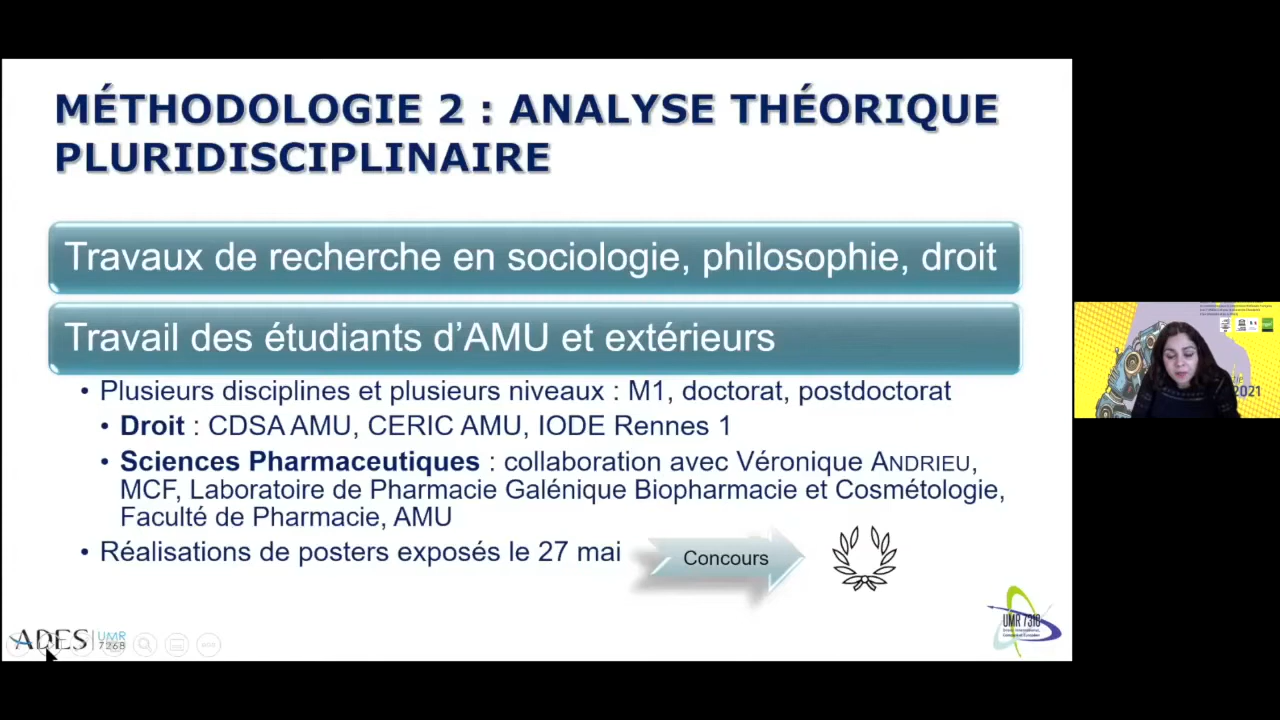 MÉTHODOLOGIE 2 : ANALYSE THÉORIQUE
PLURIDISCIPLINAIRE
Travaux de recherche en sociologie, philosophie, droit
Travail des étudiants d’AMU et extérieurs
• Plusieurs disciplines et plusieurs niveaux : M1, doctorat, postdoctorat
• Droit : CDSA AMU, CERIC AMU, IODE Rennes 1
• Sciences Pharmaceutiques : collaboration avec Véronique ANDRIEU,
MCF, Laboratoire de Pharmacie Galénique Biopharmacie et Cosmétologie,
Faculté de Pharmacie, AMU
• Réalisations de posters exposés le 27 mai
Concours
ADES UMR
7268
UMR 7318
2021